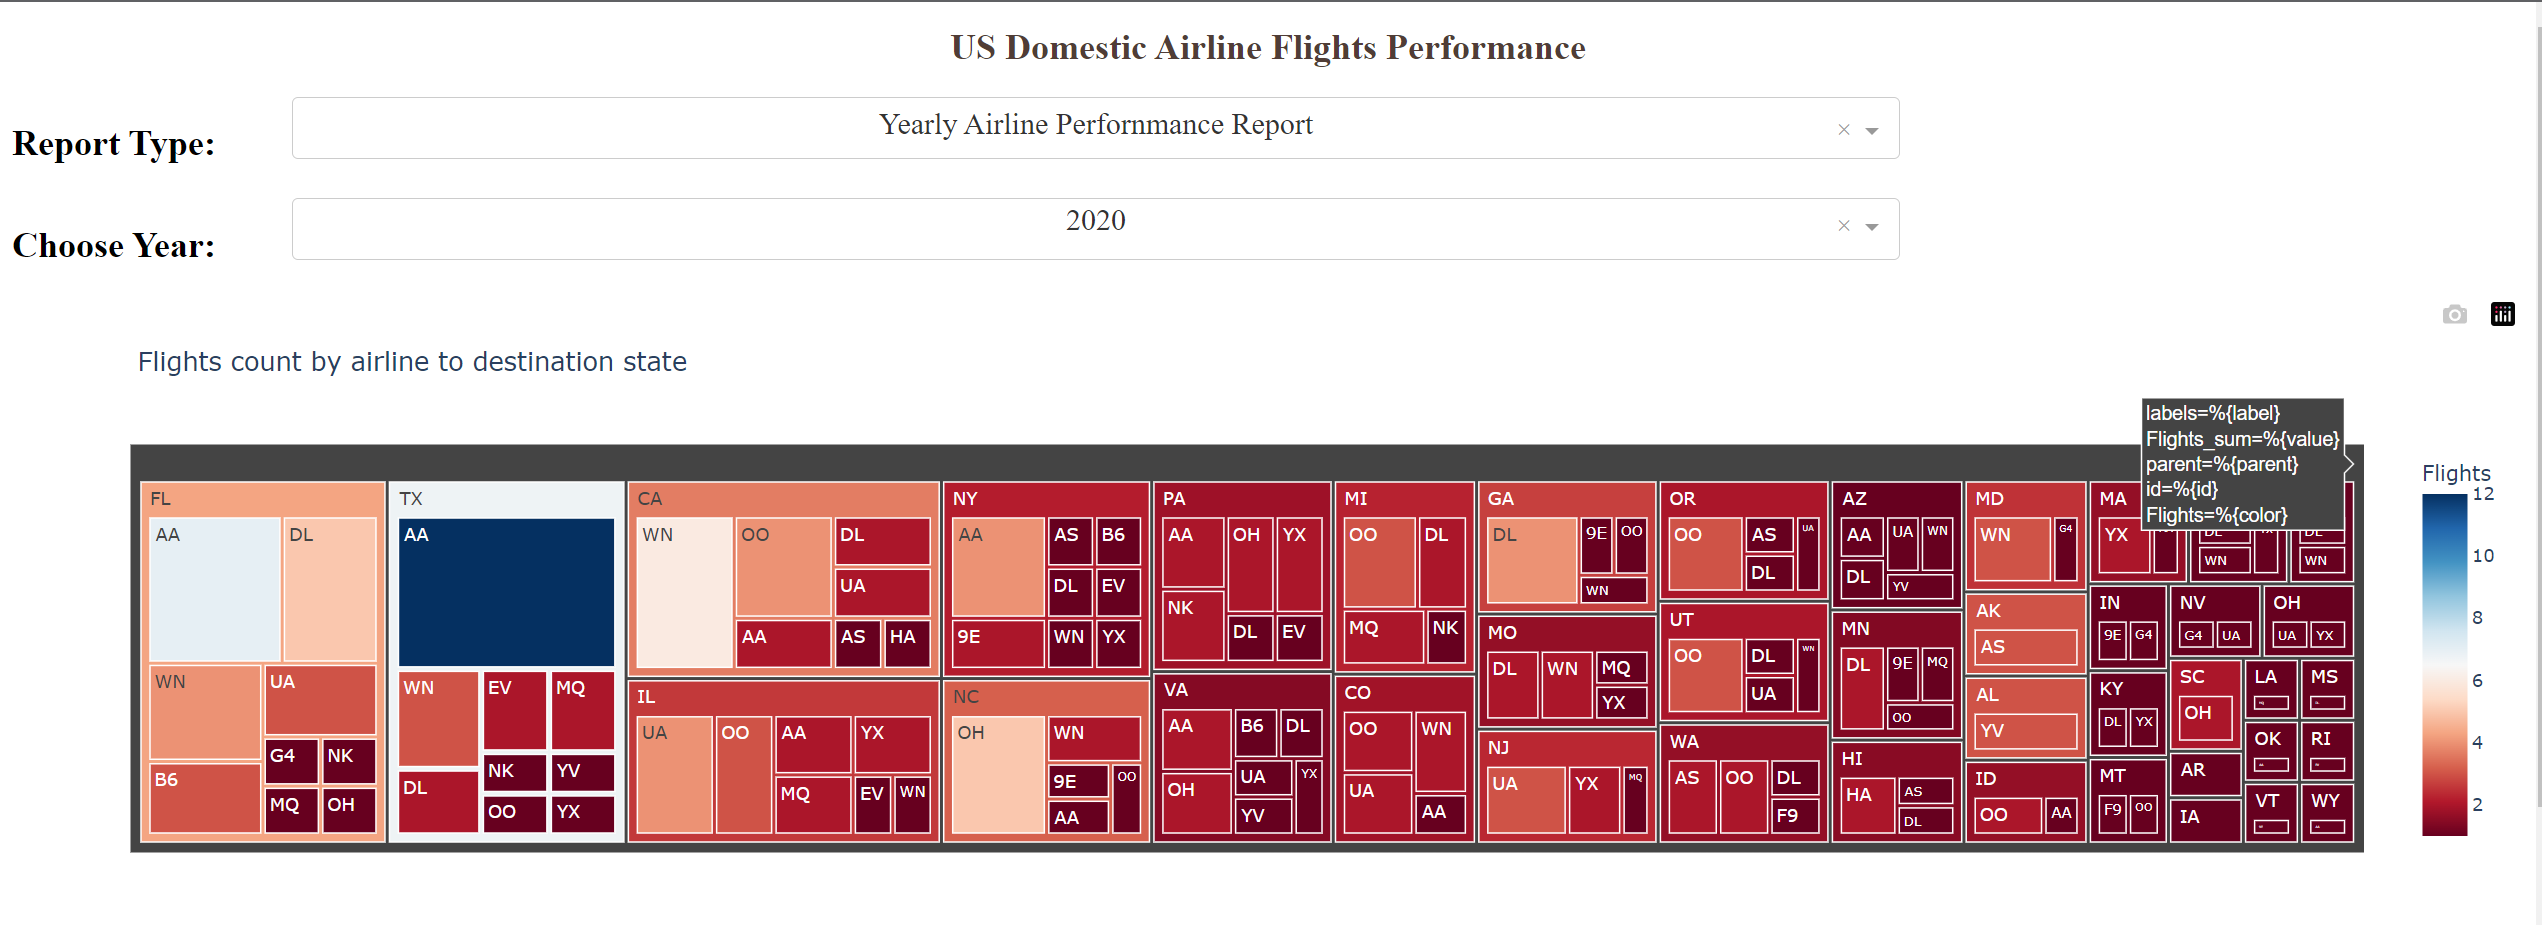 US Domestic Airline Flights Performance
Report Type:
Yearly Airline Perfornmance Report
Choose Year:
2020
Flights count by airline to destination state
labels=%{label}
Flights_sum=%{value}
parent=%{parent}
id=%{id}
Flights=%{color}
Flights
12
10
8
6
4
2
FL
AA
DL
WN
UA
B6
G4
NK
MQ
OH
TX
AA
WN
EV
MQ
DL
NK
YV
OO
YX
CA
WN
OO
DL
UA
AA
AS
HA
IL
UA
OO
AA
YX
MQ
EV
WN
NY
AA
AS
B6
DL
EV
9E
WN
YX
NC
OH
WN
9E
OO
AA
PA
AA
OH
YX
NK
DL
EV
VA
AA
B6
DL
OH
UA
YX
YV
MI
OO
DL
MQ
NK
CO
OO
WN
UA
AA
GA
DL
9E
OO
WN
MO
DL
WN
MQ
YX
NJ
UA
YX
MQ
OR
OO
AS
UA
DL
UT
OO
DL
WN
UA
WA
AS
OO
DL
F9
AZ
AA
UA
WN
DL
YV
MN
DL
9E
MQ
OO
HI
HA
AS
DL
MD
WN
G4
AK
AS
AL
YV
ID
OO
AA
MA
YX
DL
WN
DL
WN
IN
9E
G4
NV
G4
UA
OH
UA
YX
KY
DL
YX
SC
OH
LA
MS
MT
F9
OO
AR
IA
OK
RI
VT
WY